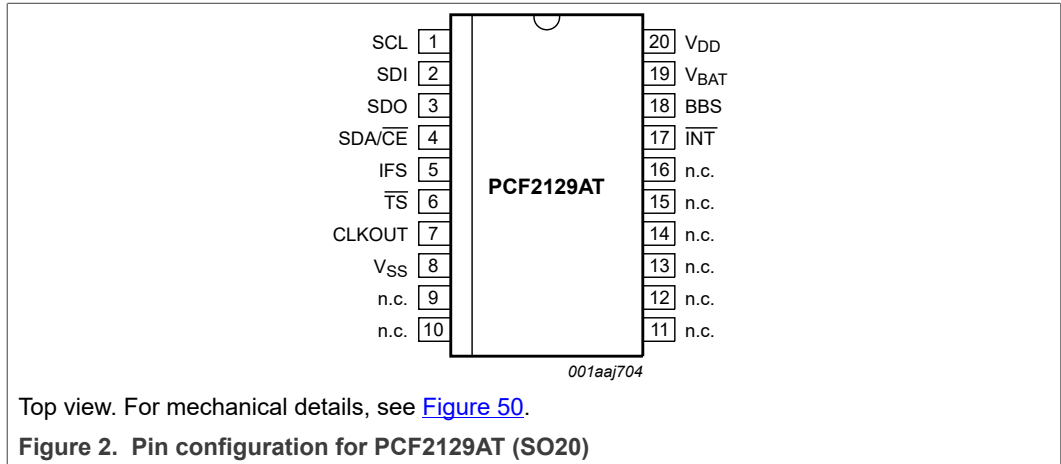 SCL 1 20 VDD
SDI 2 19 VBAT
SDO 3 18 BBS
SDA/CE 4 17 INT
IFS 5 16 n.c.
PCF2129AT
TS 6 15 n.c.
CLKOUT 7 14 n.c.
VSS 8 13 n.c.
n.c. 9 12 n.c.
n.c. 10 11 n.c.
001aaj704
Top view. For mechanical details, see Figure 50.
Figure 2. Pin configuration for PCF2129AT (SO20)